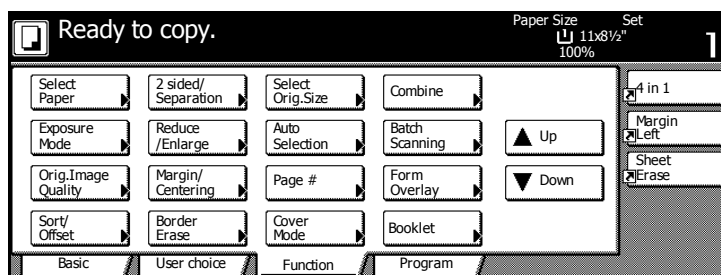 Ready to copy.
Paper Size
Set
11x8½"
100%
1
Select
Paper
2 sided/
Separation
Select
Orig.Size
Combine
4 in 1
Exposure
Mode
Reduce
/Enlarge
Auto
Selection
Batch
Scanning
Up
Margin
Left
Orig.Image
Quality
Margin/
Centering
Page #
Form
Overlay
Down
Sheet
Erase
Sort/
Offset
Border
Erase
Cover
Mode
Booklet
Basic
User choice
Function
Program